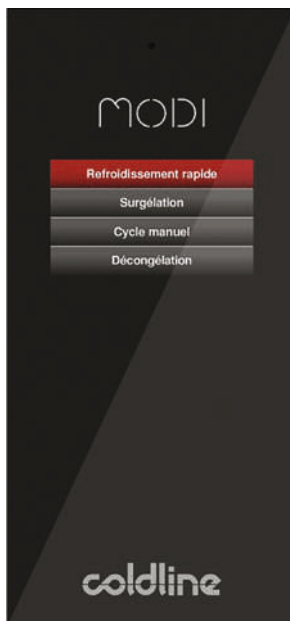 MODI
Refroidissement rapide
Surgélation
Cycle manuel
Décongélation
coldline